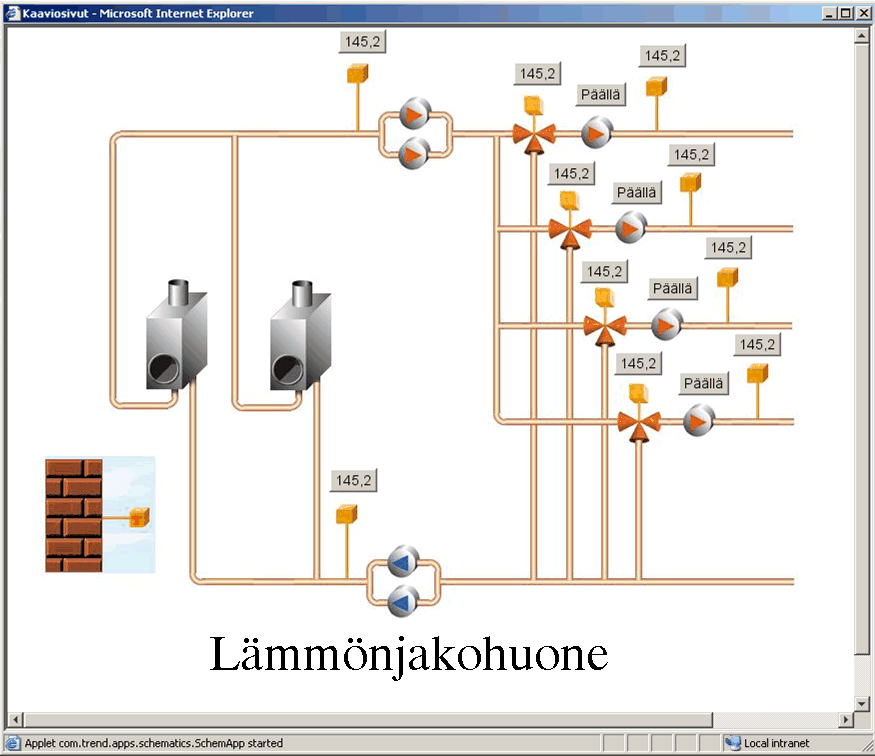 Kaaviosivut - Microsoft Internet Explorer
145,2
145,2
Päällä
145,2
145,2
Päällä
145,2
145,2
Päällä
145,2
145,2
Päällä
145,2
145,2
Lämmönjakohuone
Applet com.trend.apps.schematics.SchemApp started
Local intranet